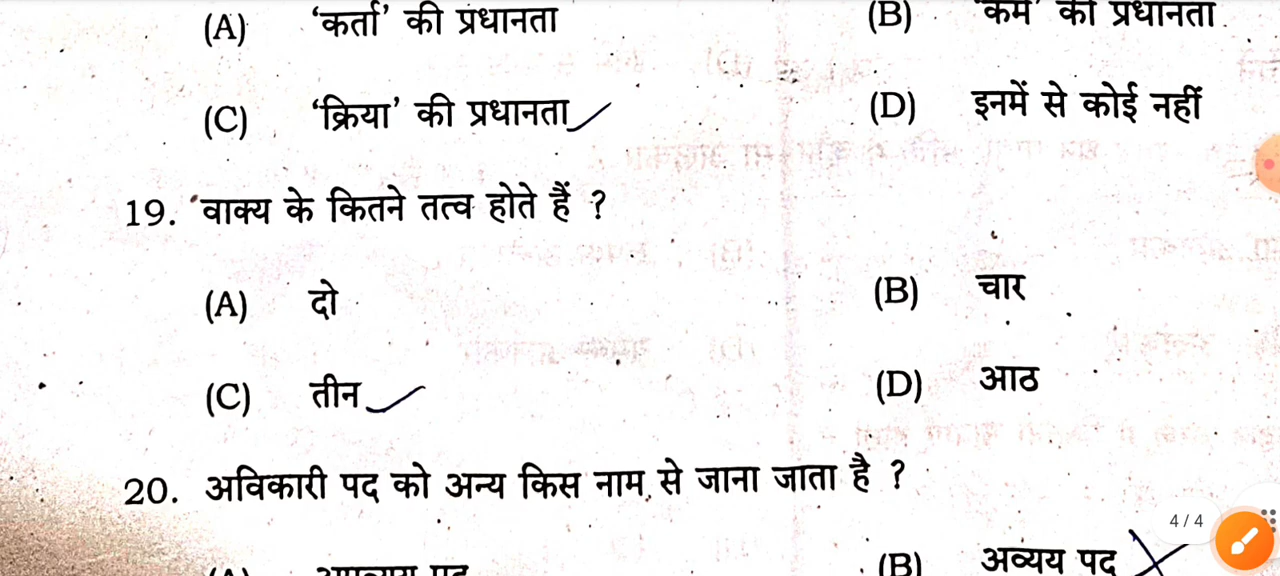 (A) ‘कर्ता’ की प्रधानता (B) ‘कर्म’ की प्रधानता
(C) ‘क्रिया’ की प्रधानता (D) इनमें से कोई नहीं
19. वाक्य के कितने तत्व होते हैं ?
(A) दो (B) चार
(C) तीन (D) आठ
20. अविकारी पद को अन्य किस नाम से जाना जाता है ?
4 / 4
(A) पद (B) अव्यय पद